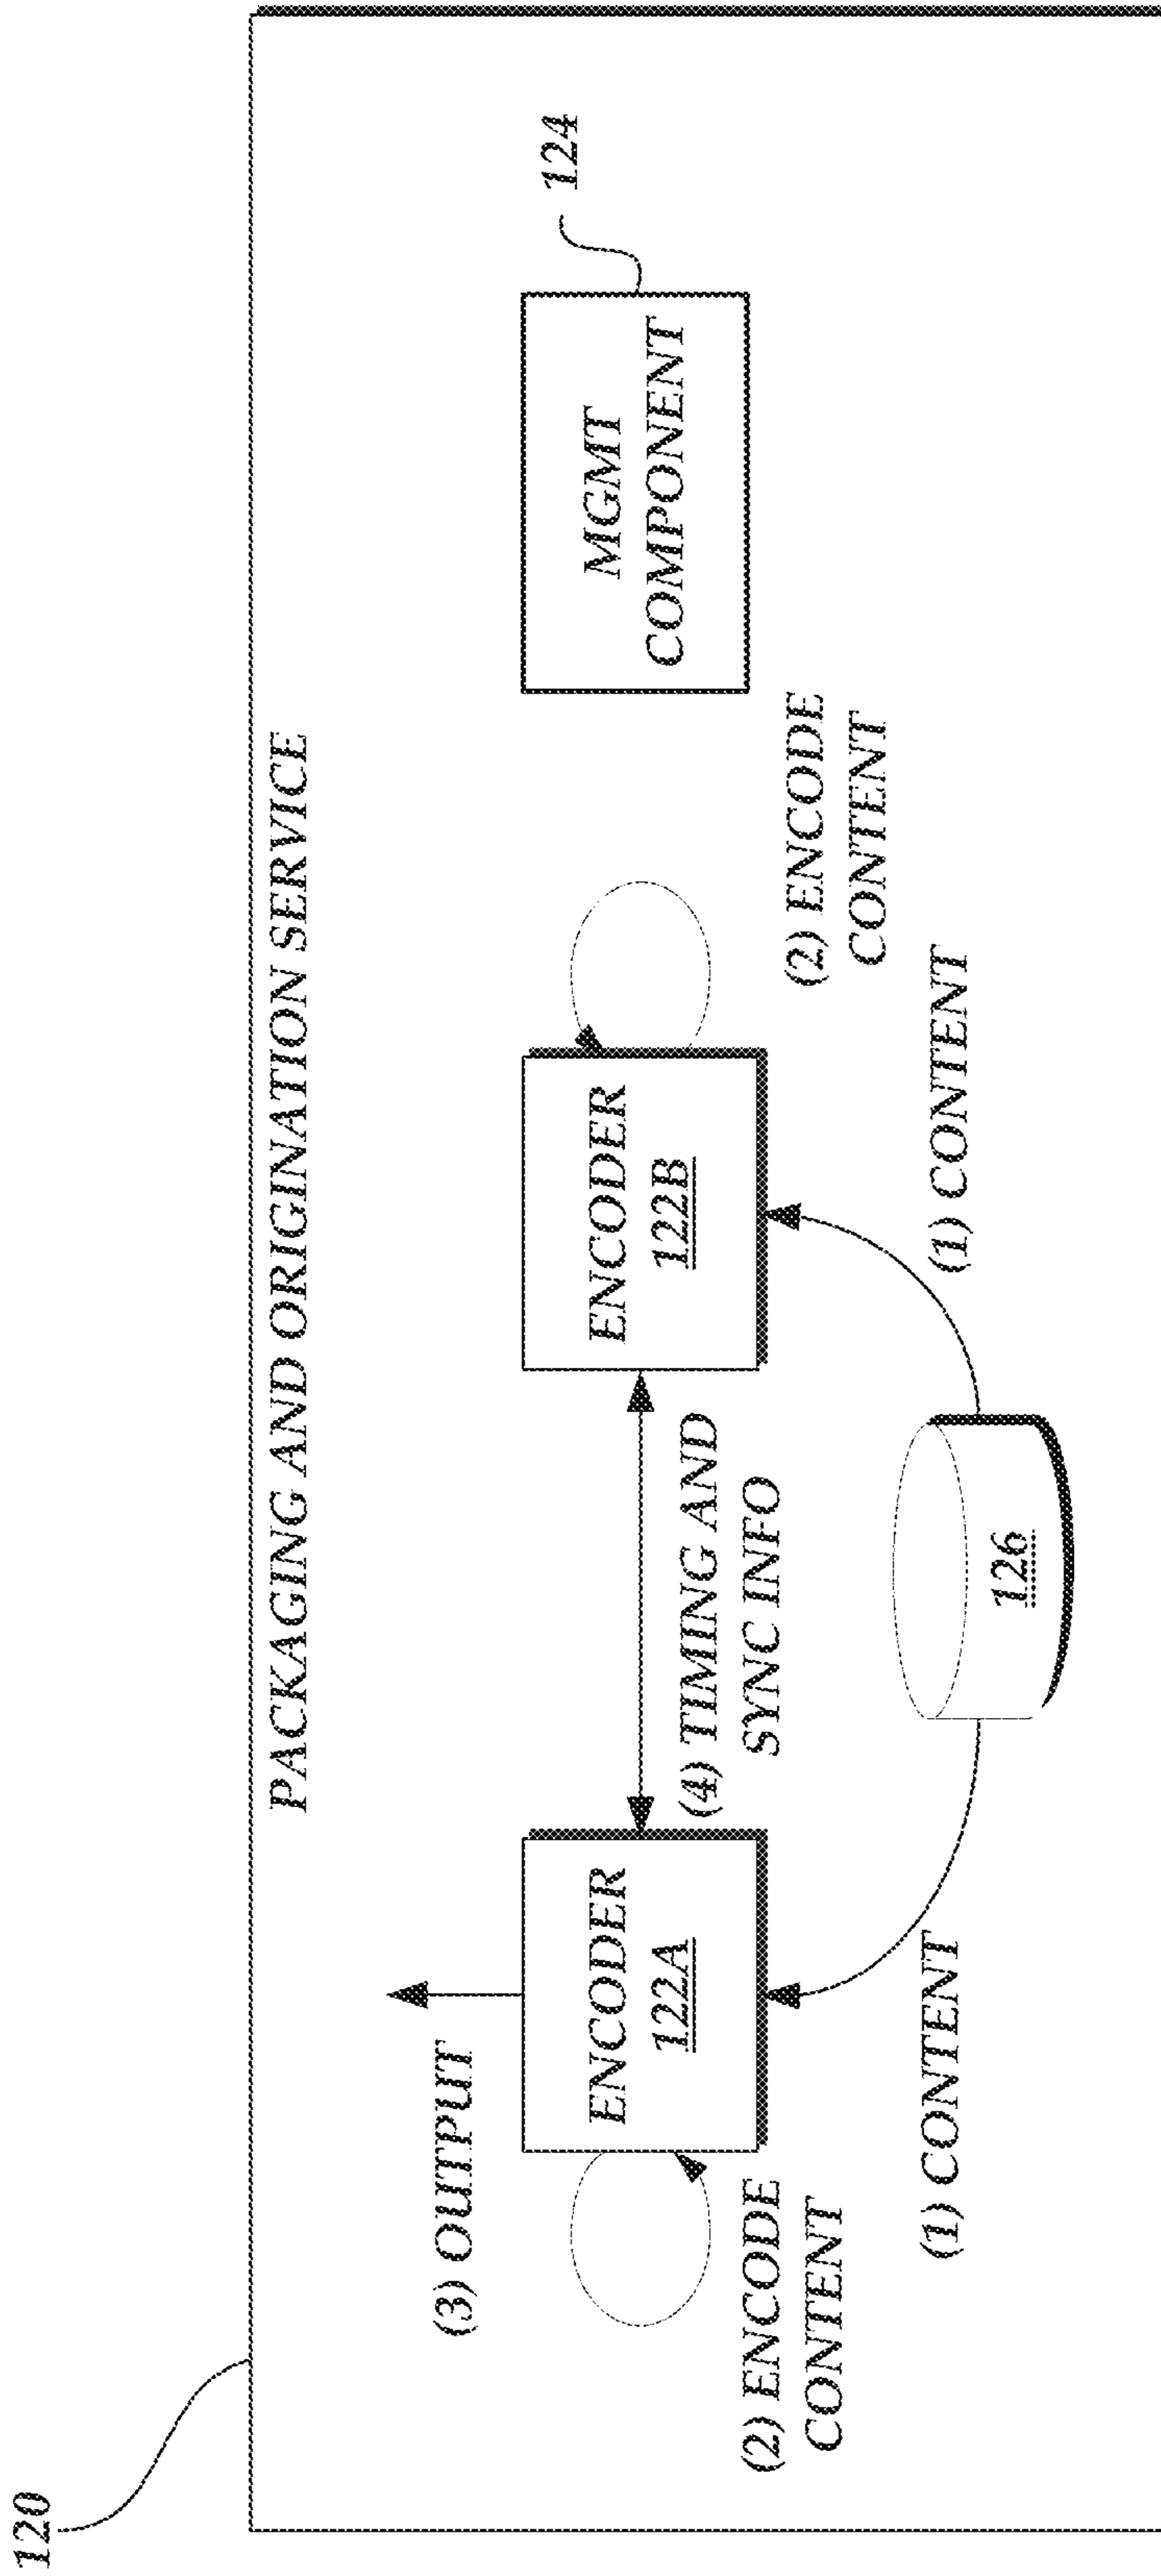 120
PACKAGING AND ORIGINATION SERVICE
(3) OUTPUT
124
ENCODER
122A
ENCODER
122B
MGMT
COMPONENT
(4) TIMING AND
SYNC INFO
(2) ENCODE
CONTENT
(2) ENCODE
CONTENT
(1) CONTENT
(1) CONTENT
126